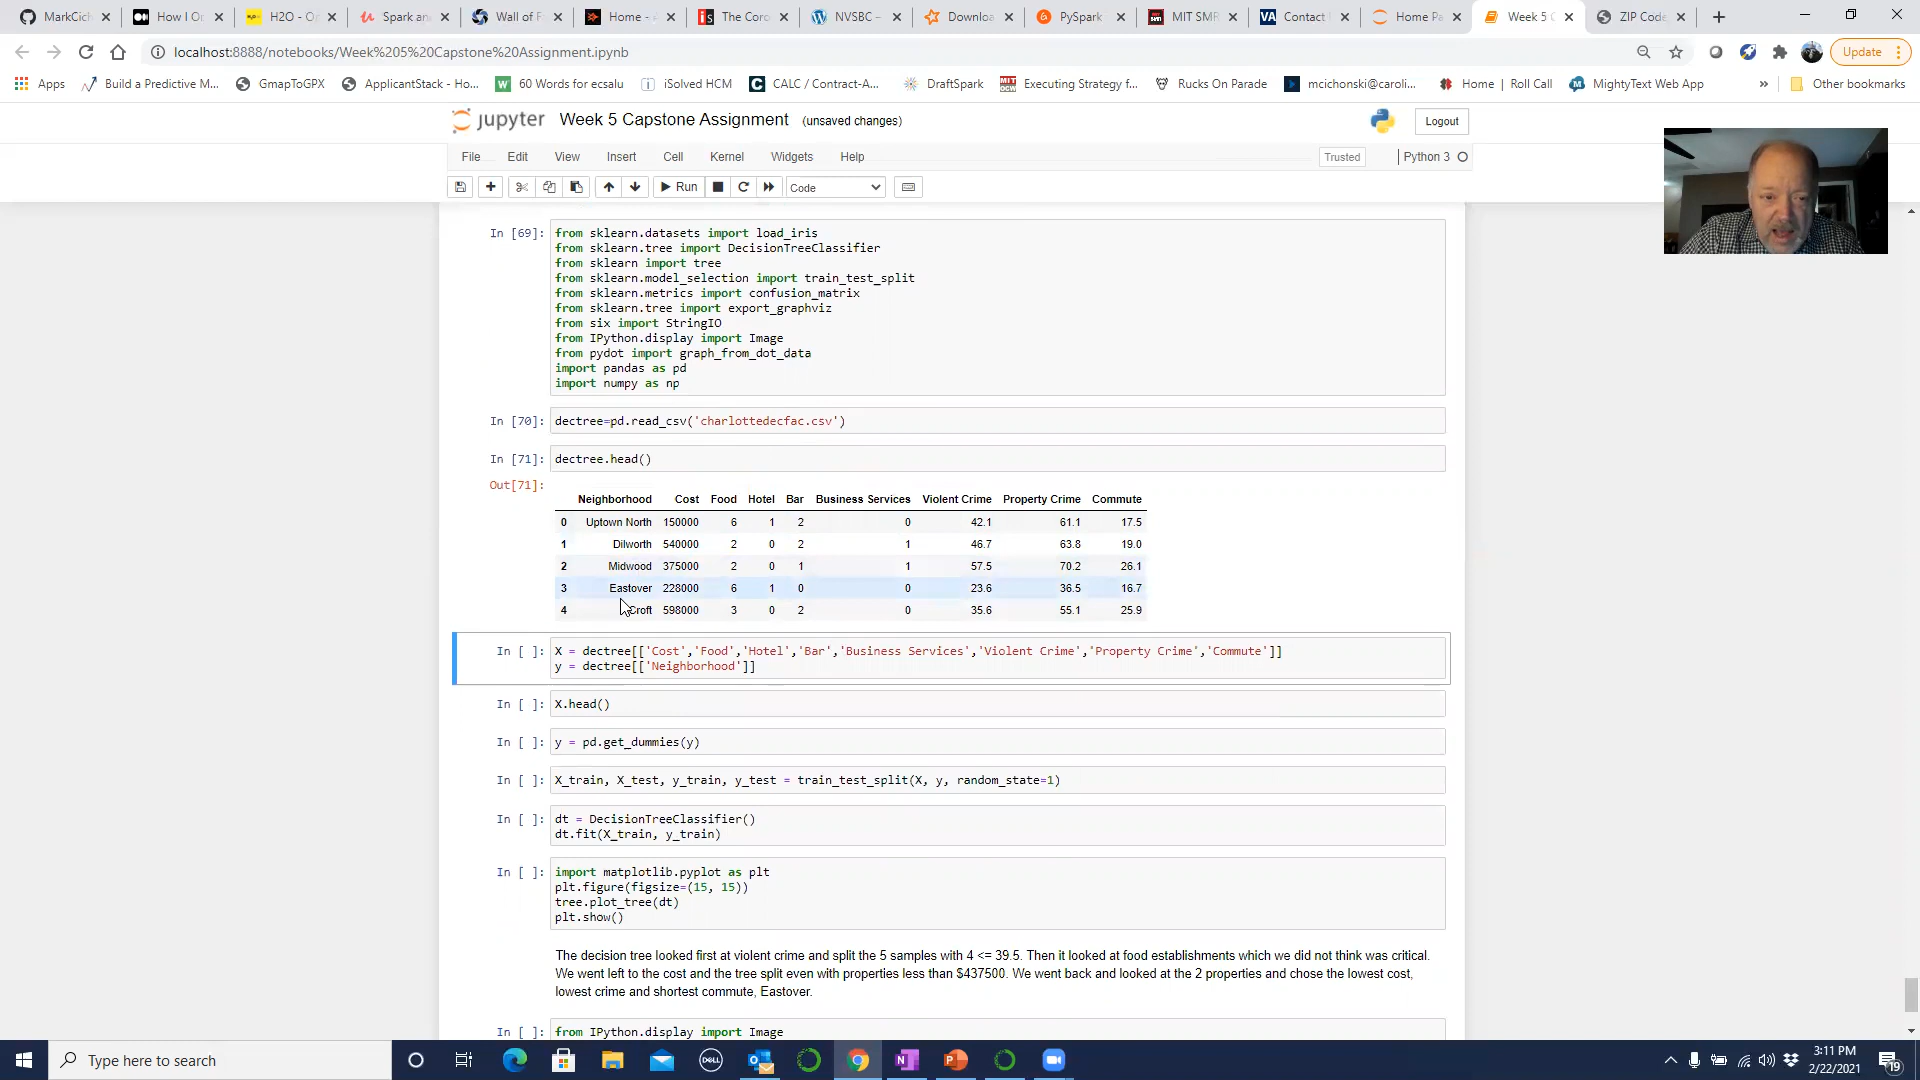 MarkCich
How I O
H2O - O
Spark an
Wall of F
Home - A
The Coro
NVSBC –
Downloa
PySpark
MIT SMR
Contact
Home Pa
Week 5 C
ZIP Code
localhost:8888/notebooks/Week%205%20Capstone%20Assignment.ipynb
Update
Apps
Build a Predictive M...
GmapToGPX
ApplicantStack - Ho...
60 Words for ecsalu
iSolved HCM
CALC / Contract-A...
DraftSpark
Executing Strategy f...
Rucks On Parade
mcichonski@caroli...
Home | Roll Call
MightyText Web App
»
Other bookmarks
jupyter Week 5 Capstone Assignment (unsaved changes)
Logout
File Edit View Insert Cell Kernel Widgets Help
Trusted
Python 3
Run
Code
In [69]: from sklearn.datasets import load_iris
from sklearn.tree import DecisionTreeClassifier
from sklearn import tree
from sklearn.model_selection import train_test_split
from sklearn.metrics import confusion_matrix
from sklearn.tree import export_graphviz
from six import StringIO
from IPython.display import Image
from pydot import graph_from_dot_data
import pandas as pd
import numpy as np
In [70]: dectree=pd.read_csv('charlottedecfac.csv')
In [71]: dectree.head()
Out[71]:
Neighborhood Cost Food Hotel Bar Business Services Violent Crime Property Crime Commute
0 Uptown North 150000 6 1 2 0 42.1 61.1 17.5
1 Dilworth 540000 2 0 2 1 46.7 63.8 19.0
2 Midwood 375000 2 0 1 1 57.5 70.2 26.1
3 Eastover 228000 6 1 0 0 23.6 36.5 16.7
4 Croft 598000 3 0 2 0 35.6 55.1 25.9
In [ ]: X = dectree[['Cost','Food','Hotel','Bar','Business Services','Violent Crime','Property Crime','Commute']]
y = dectree[['Neighborhood']]
In [ ]: X.head()
In [ ]: y = pd.get_dummies(y)
In [ ]: X_train, X_test, y_train, y_test = train_test_split(X, y, random_state=1)
In [ ]: dt = DecisionTreeClassifier()
dt.fit(X_train, y_train)
In [ ]: import matplotlib.pyplot as plt
plt.figure(figsize=(15, 15))
tree.plot_tree(dt)
plt.show()
The decision tree looked first at violent crime and split the 5 samples with 4 <= 39.5. Then it looked at food establishments which we did not think was critical.
We went left to the cost and the tree split even with properties less than $437500. We went back and looked at the 2 properties and chose the lowest cost,
lowest crime and shortest commute, Eastover.
In [ ]: from IPython.display import Image
Type here to search
3:11 PM
2/22/2021
19